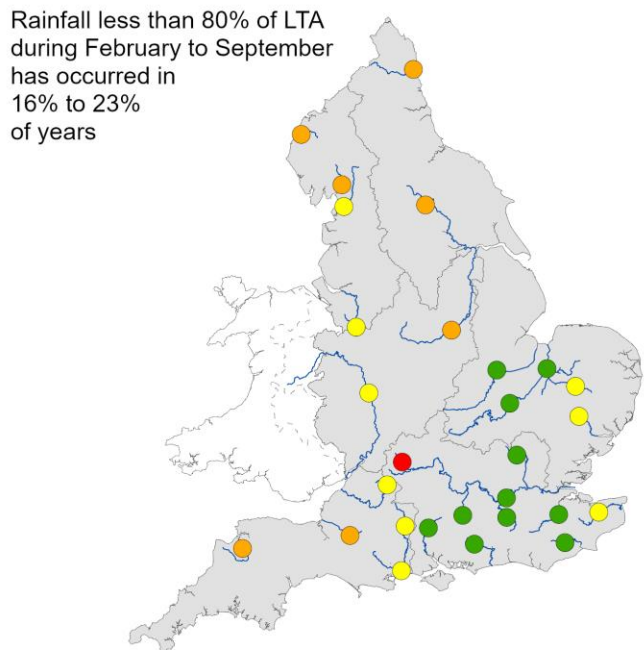 Rainfall less than 80% of LTA
during February to September
has occurred in
16% to 23%
of years